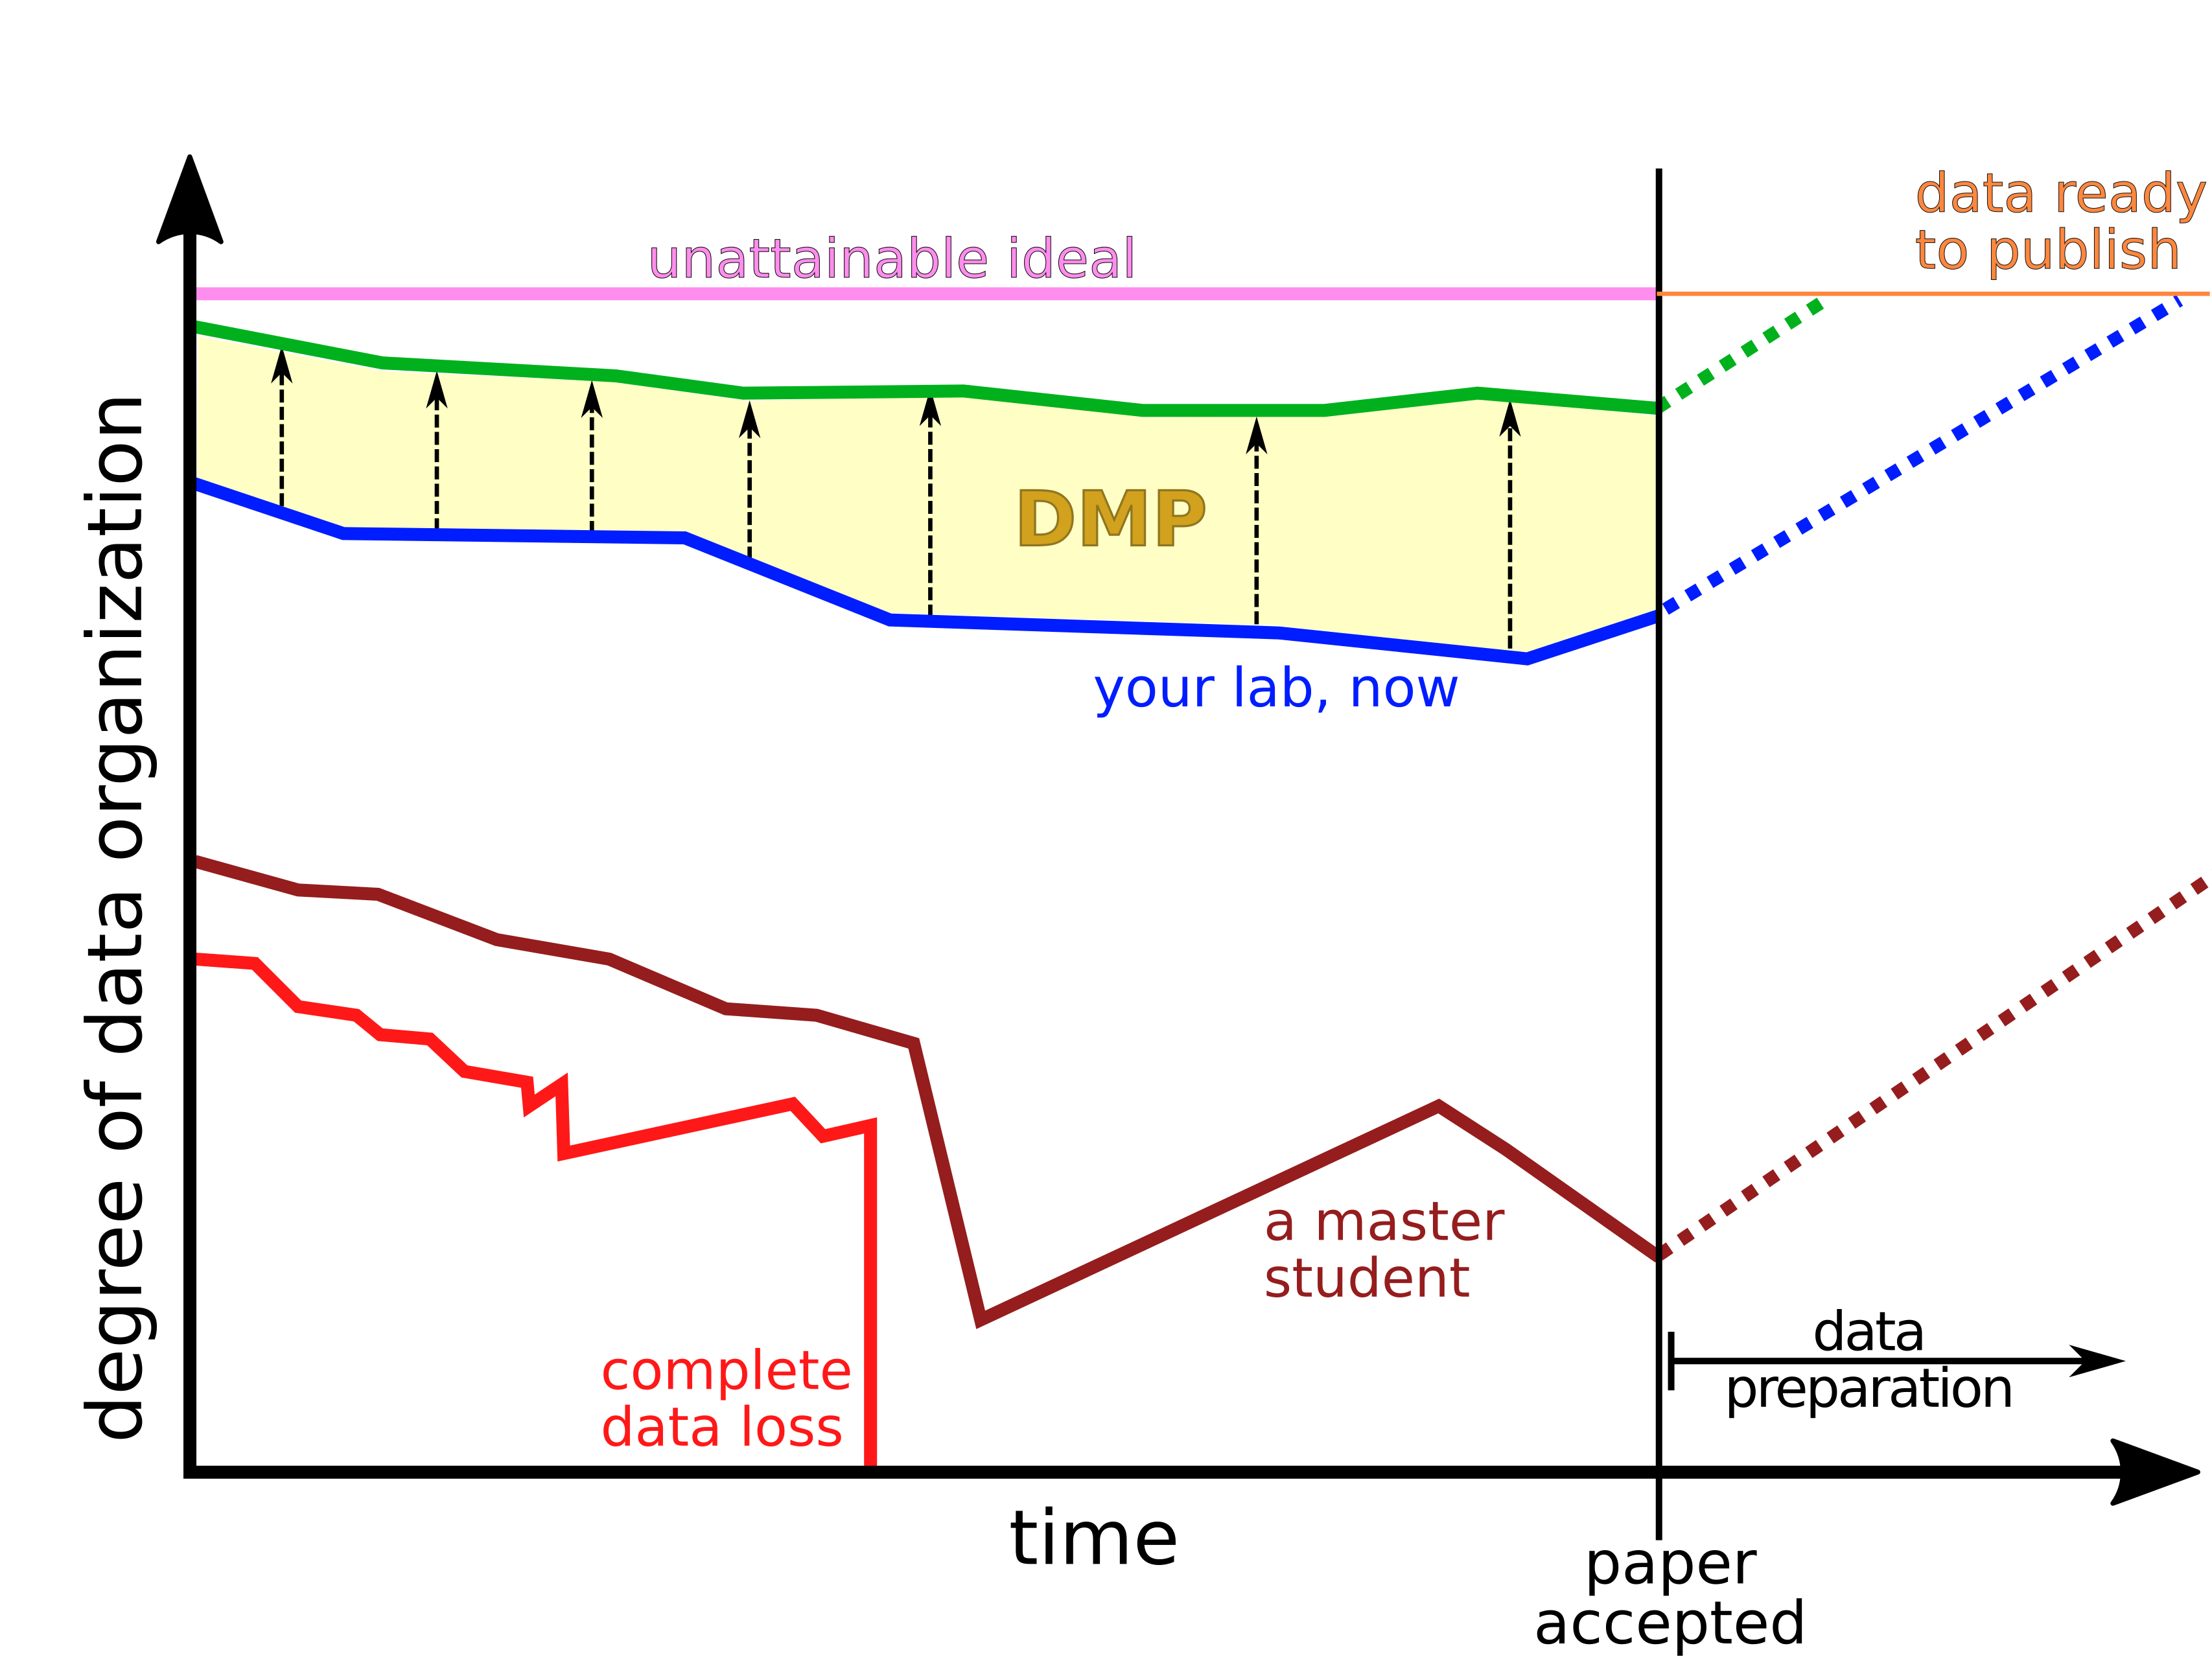 data ready
to publish
unattainable ideal
degree of data organization
DMP
your lab, now
a master
student
complete
data loss
data
preparation
time
paper
accepted